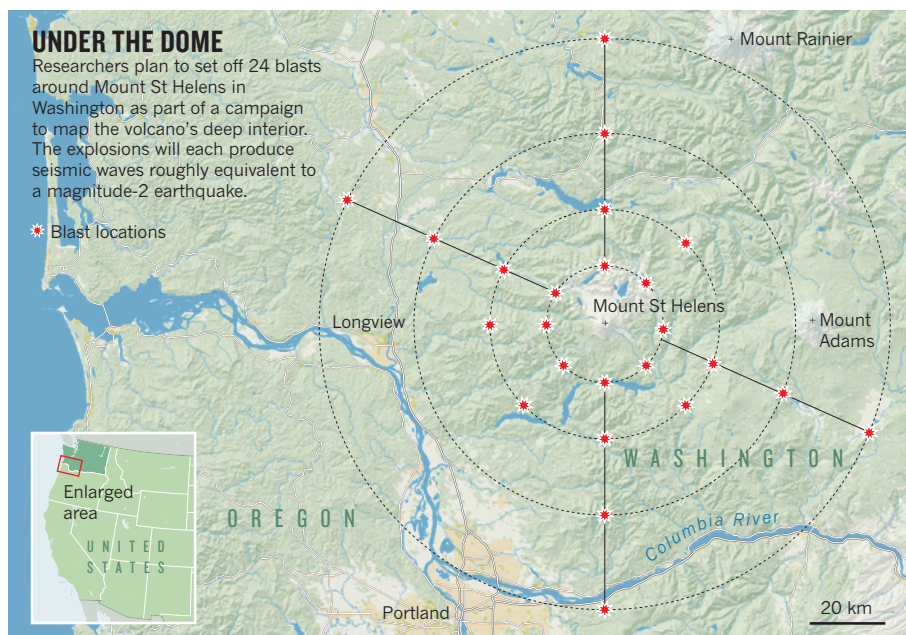 UNDER THE DOME
Researchers plan to set off 24 blasts
around Mount St Helens in
Washington as part of a campaign
to map the volcano's deep interior.
The explosions will each produce
seismic waves roughly equivalent to
a magnitude-2 earthquake.
Blast locations
Mount Rainier
Mount St Helens
Longview
Mount
Adams
WASHINGTON
Enlarged
area
UNITED
STATES
OREGON
Columbia River
Portland
20 km